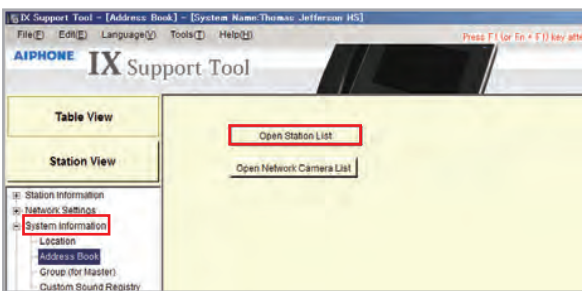 IX Support Tool - [Address Book] - [System Name:Thomas Jefferson HS]
File(F) Edit(E) Language(V) Tools(T) Help(H)
Press F1 (or Fn + F1) key afte
AIPHONE IX Support Tool
Table View
Station View
Open Station List
Open Network Camera List
Station Information
Network Settings
System Information
Location
Address Book
Group (for Master)
Custom Sound Registry